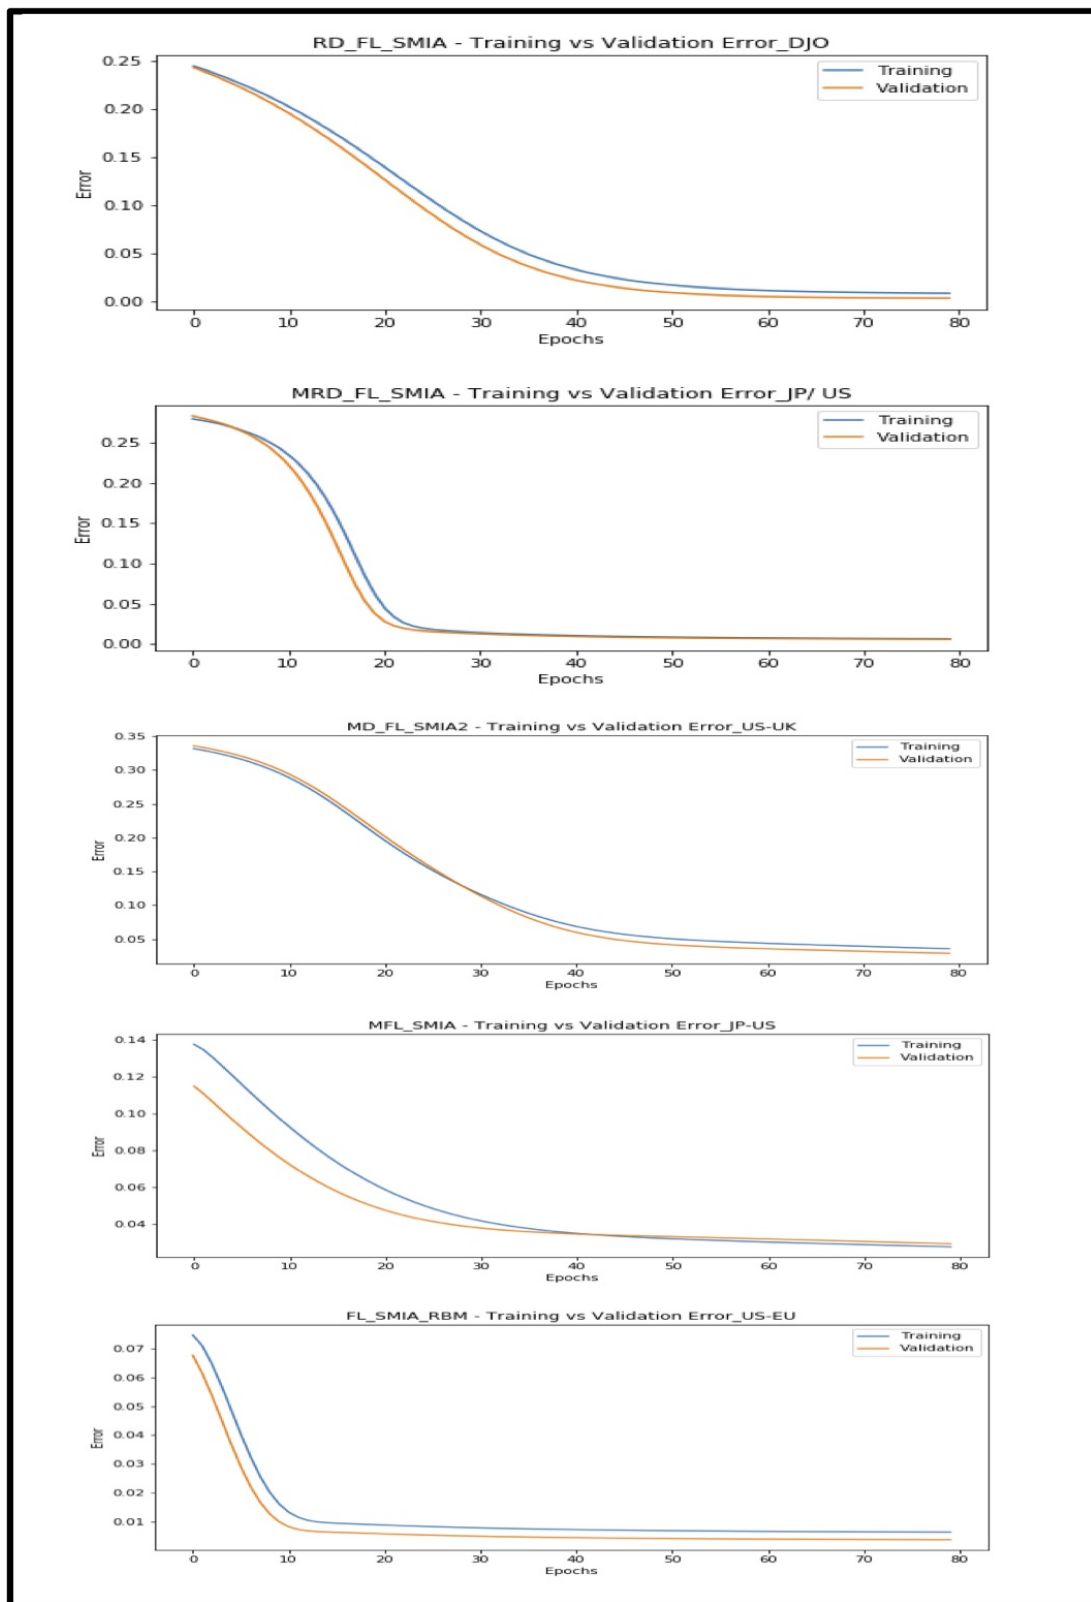 RD_FL_SMIA - Training vs Validation Error_DJO
0.25
0.20
0.15
0.10
0.05
0.00
Error
Training
Validation
0 10 20 30 40 50 60 70 80
Epochs
MRD_FL_SMIA - Training vs Validation Error_JP/ US
0.25
0.20
0.15
0.10
0.05
0.00
Error
Training
Validation
0 10 20 30 40 50 60 70 80
Epochs
MD_FL_SMIA2 - Training vs Validation Error_US-UK
0.35
0.30
0.25
0.20
0.15
0.10
0.05
Error
Training
Validation
0 10 20 30 40 50 60 70 80
Epochs
MFL_SMIA - Training vs Validation Error_JP-US
0.14
0.12
0.10
0.08
0.06
0.04
Error
Training
Validation
0 10 20 30 40 50 60 70 80
Epochs
FL_SMIA_RBM - Training vs Validation Error_US-EU
0.07
0.06
0.05
0.04
0.03
0.02
0.01
Error
Training
Validation
0 10 20 30 40 50 60 70 80
Epochs